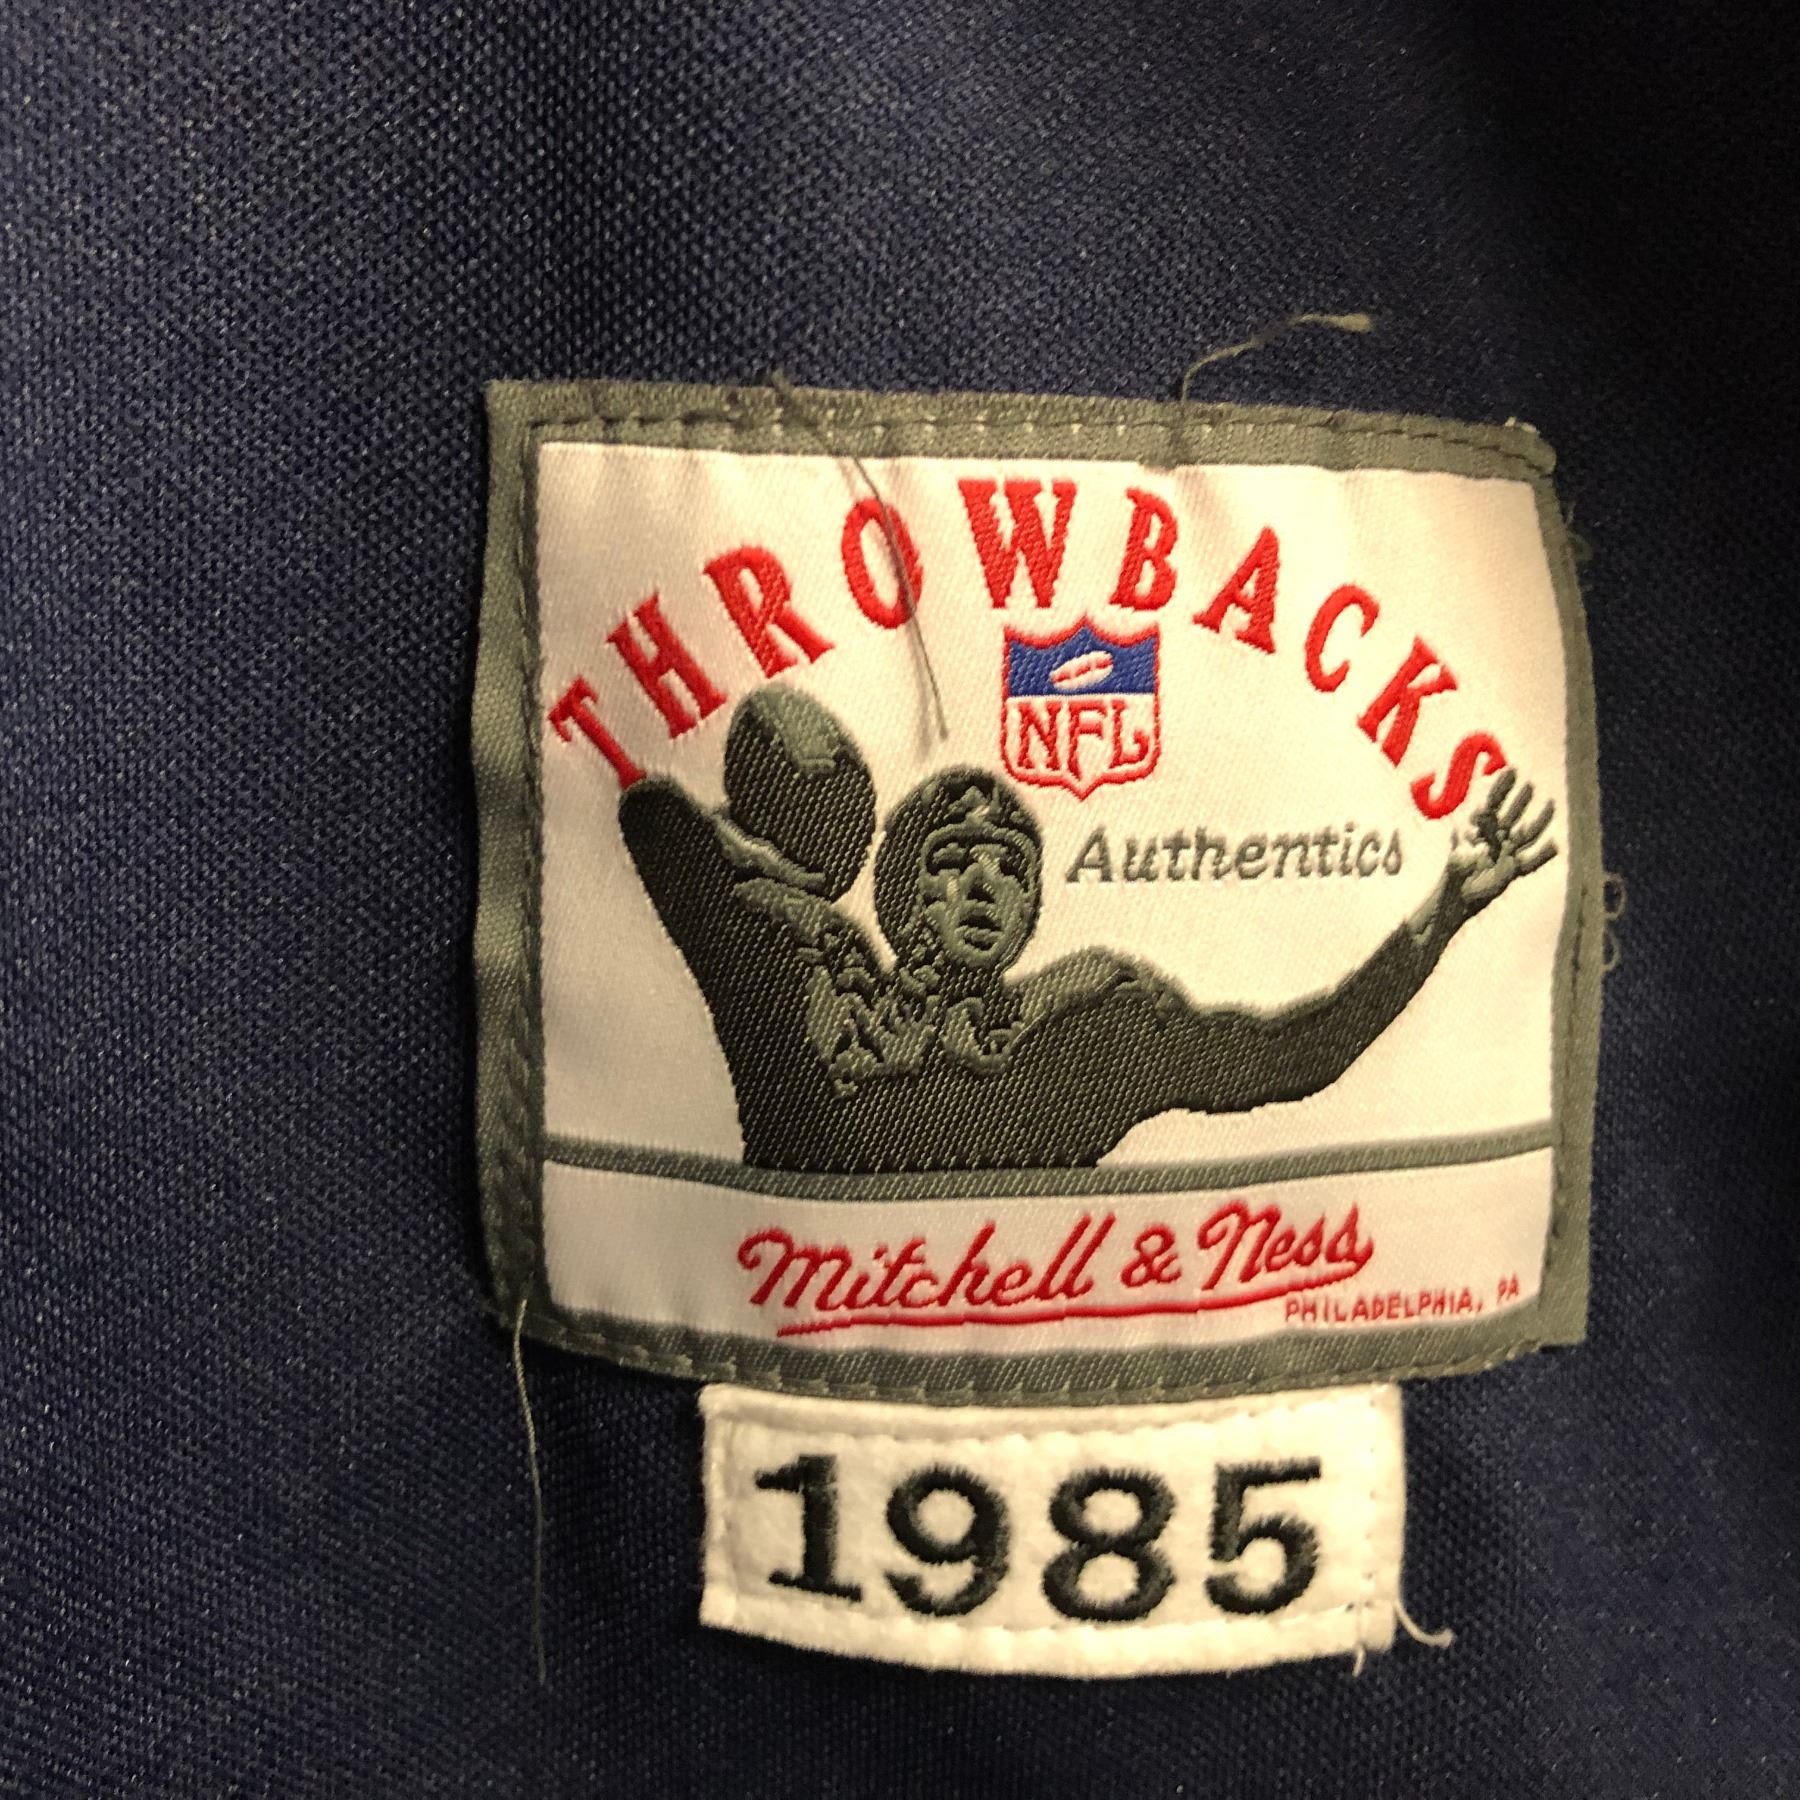 THROWBACKS
NFL
Authentics
Mitchell & Ness
PHILADELPHIA, PA
1985